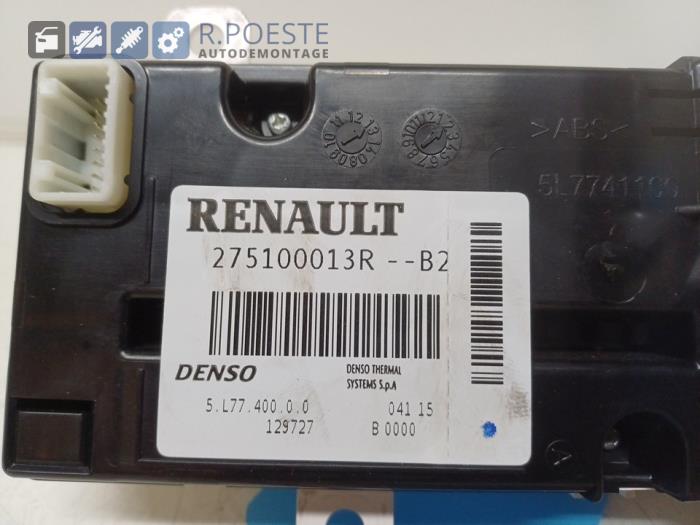 R.POESTE
AUTODEMONTAGE
>ABS<
RENAULT
275100013R --B2
DENSO
DENSO THERMAL
SYSTEMS S.p.A
5.L77.400.0.0 041 15
129727 B 0000